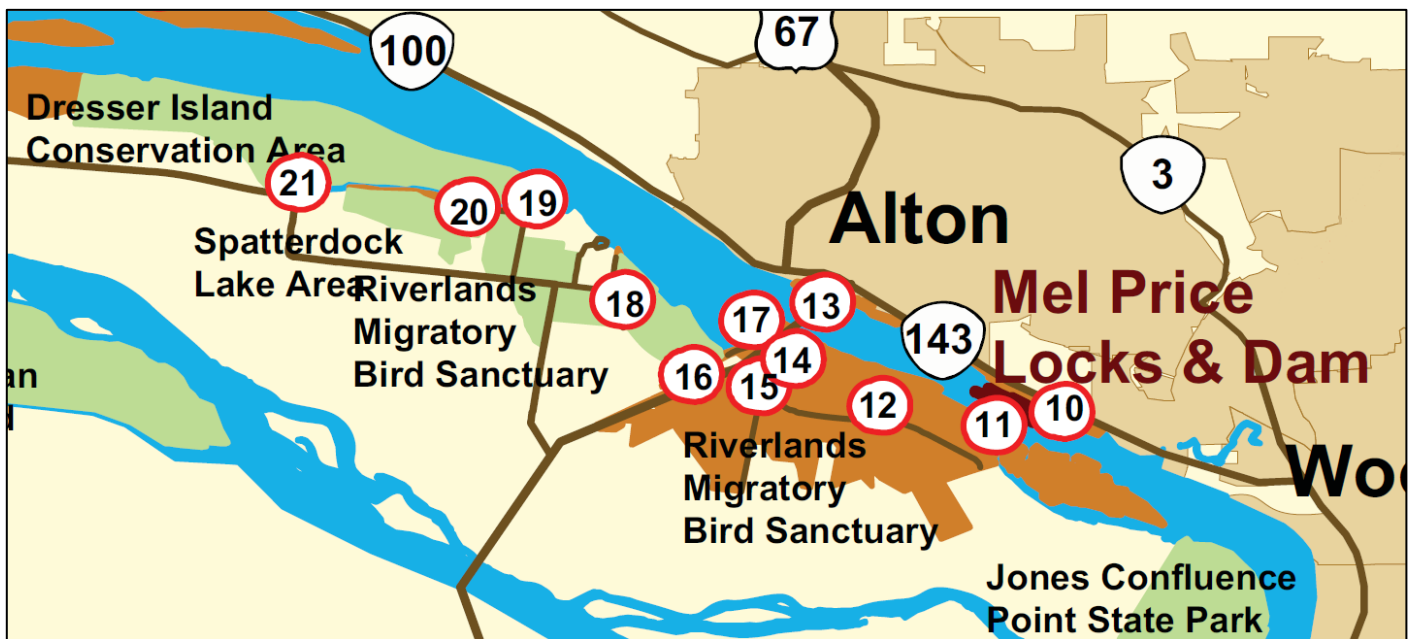 67
100
Dresser Island
Conservation Area
3
21
20
19
Alton
Spatterdock
Lake Area
Riverlands
Migratory
Bird Sanctuary
18
17
13
143
Mel Price
Locks & Dam
16
15
14
12
11
10
Riverlands
Migratory
Bird Sanctuary
Woo
Jones Confluence
Point State Park
an
d